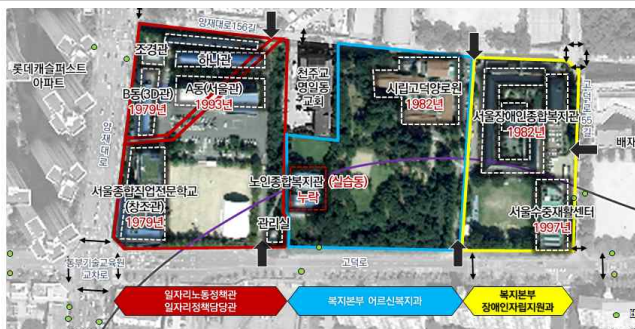 양재대로156길
조경관
하나관
롯데캐슬퍼스트
아파트
B동(3D관)
1979년
A동(서울관)
1993년
천주교
명일동
교회
시립고덕양로원
1982년
서울장애인종합복지관
1982년
고덕로
양재대로
서울종합직업전문학교
(창조관)
1979년
노인종합복지관 (실습동)
누락
관리실
서울수중재활센터
1997년
배재
동부기술교육원
교차로
고덕로
일자리노동정책관
일자리정책담당관
복지본부 어르신복지과
복지본부
장애인자립지원과